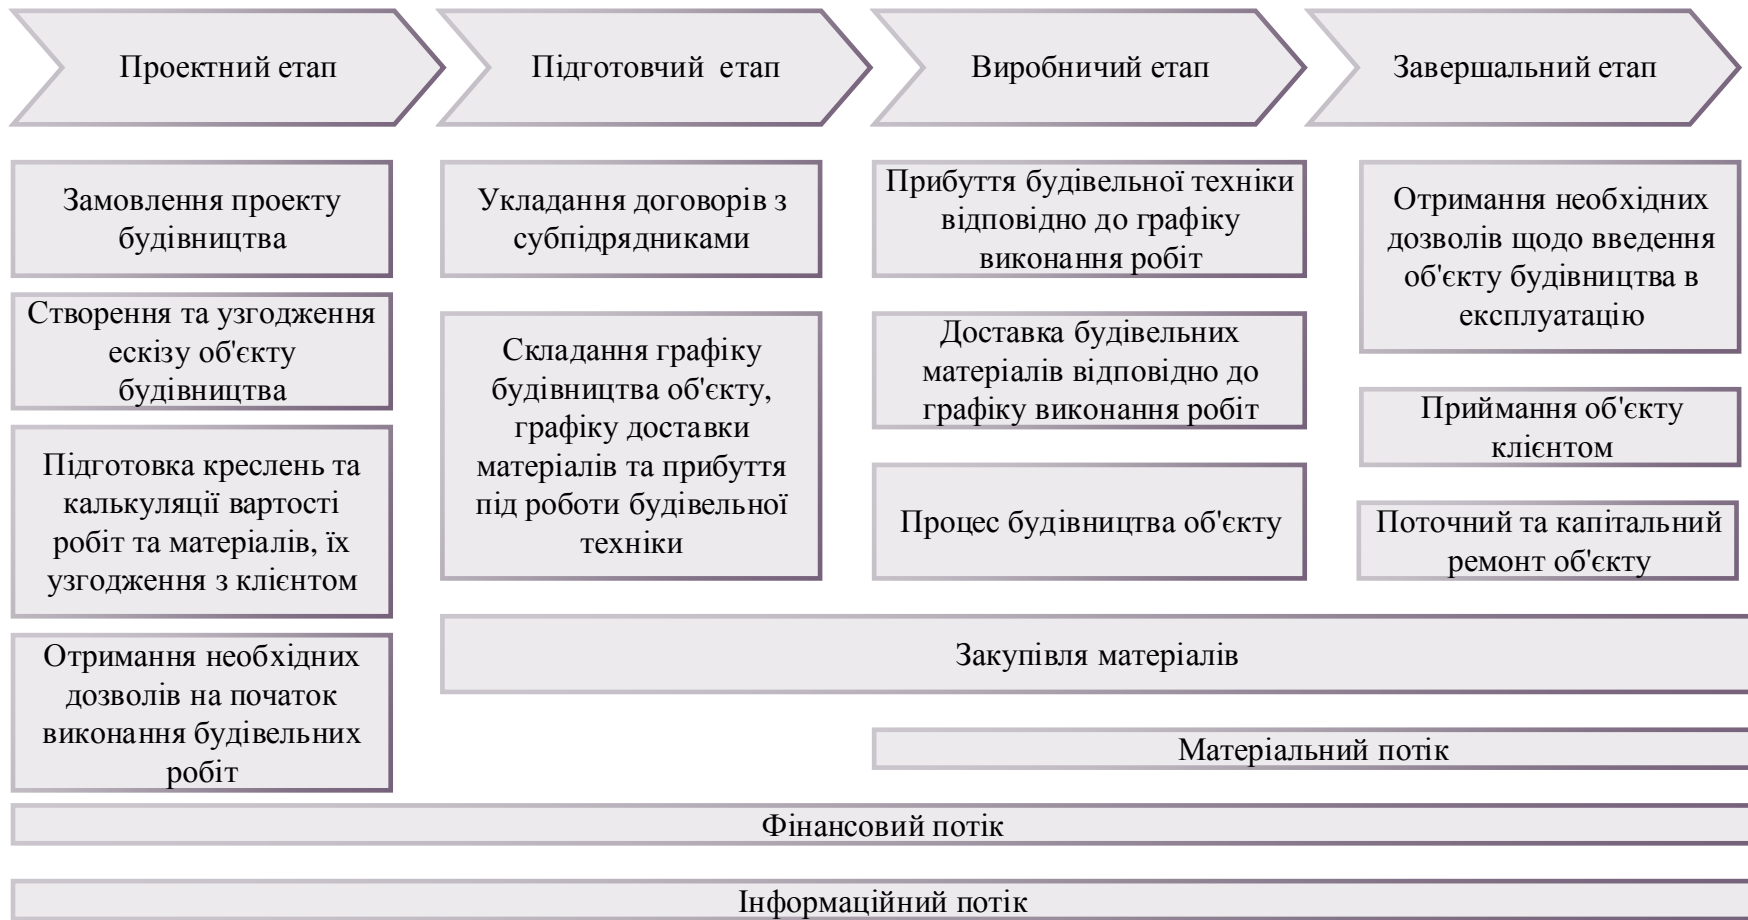 Проектний етап
Підготовчий етап
Виробничий етап
Завершальний етап
Замовлення проекту
будівництва
Створення та узгодження
ескізу об'єкту
будівництва
Підготовка креслень та
калькуляції вартості
робіт та матеріалів, їх
узгодження з клієнтом
Отримання необхідних
дозволів на початок
виконання будівельних
робіт
Укладання договорів з
субпідрядниками
Складання графіку
будівництва об'єкту,
графіку доставки
матеріалів та прибуття
під роботи будівельної
техніки
Прибуття будівельної техніки
відповідно до графіку
виконання робіт
Доставка будівельних
матеріалів відповідно до
графіку виконання робіт
Процес будівництва об'єкту
Отримання необхідних
дозволів щодо введення
об'єкту будівництва в
експлуатацію
Приймання об'єкту
клієнтом
Поточний та капітальний
ремонт об'єкту
Закупівля матеріалів
Матеріальний потік
Фінансовий потік
Інформаційний потік